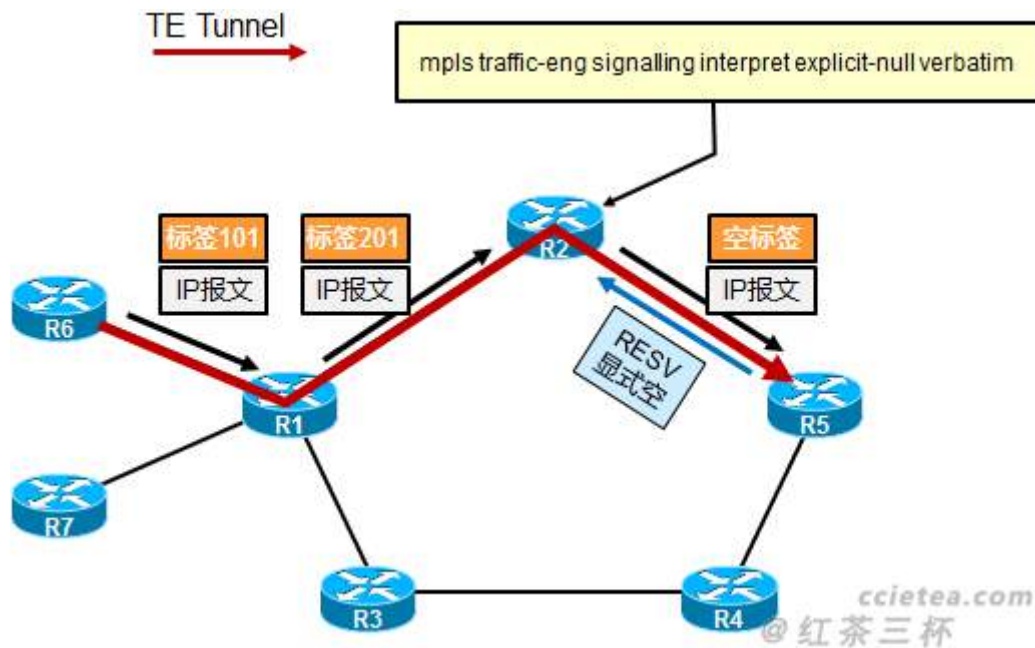 TE Tunnel
mpls traffic-eng signalling interpret explicit-null verbatim
标签101
标签201
空标签
IP报文
IP报文
IP报文
R2
R6
RESV
显式空
R1
R5
R7
R3
R4
ccietea.com
@红茶三杯